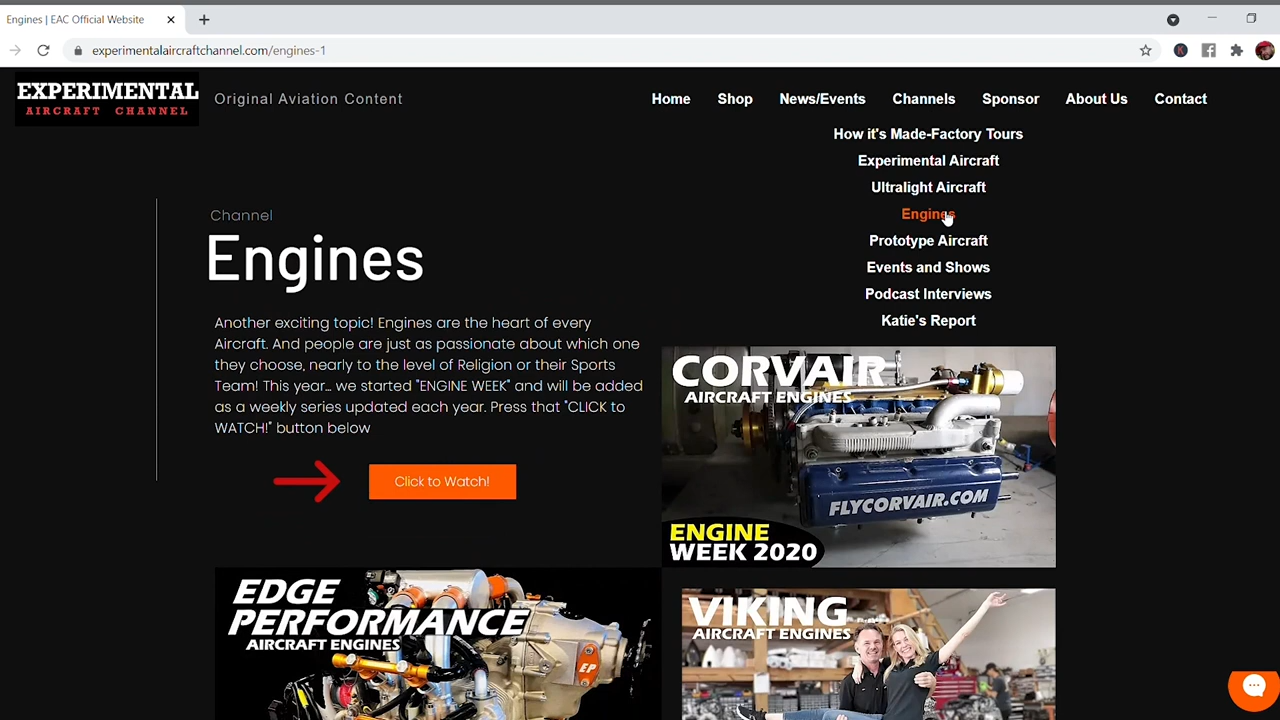 Engines | EAC Official Website
experimentalaircraftchannel.com/engines-1
EXPERIMENTAL
AIRCRAFT CHANNEL
Original Aviation Content
Home Shop News/Events Channels Sponsor About Us Contact
How it's Made-Factory Tours
Experimental Aircraft
Ultralight Aircraft
Engines
Prototype Aircraft
Events and Shows
Podcast Interviews
Katie's Report
Channel
Engines
Another exciting topic! Engines are the heart of every
Aircraft. And people are just as passionate about which one
they choose, nearly to the level of Religion or their Sports
Team! This year... we started "ENGINE WEEK" and will be added
as a weekly series updated each year. Press that "CLICK to
WATCH!" button below
Click to Watch!
CORVAIR
AIRCRAFT ENGINES
FLYCORVAIR.COM
ENGINE
WEEK 2020
EDGE
PERFORMANCE
AIRCRAFT ENGINES
EP
VIKING
AIRCRAFT ENGINES